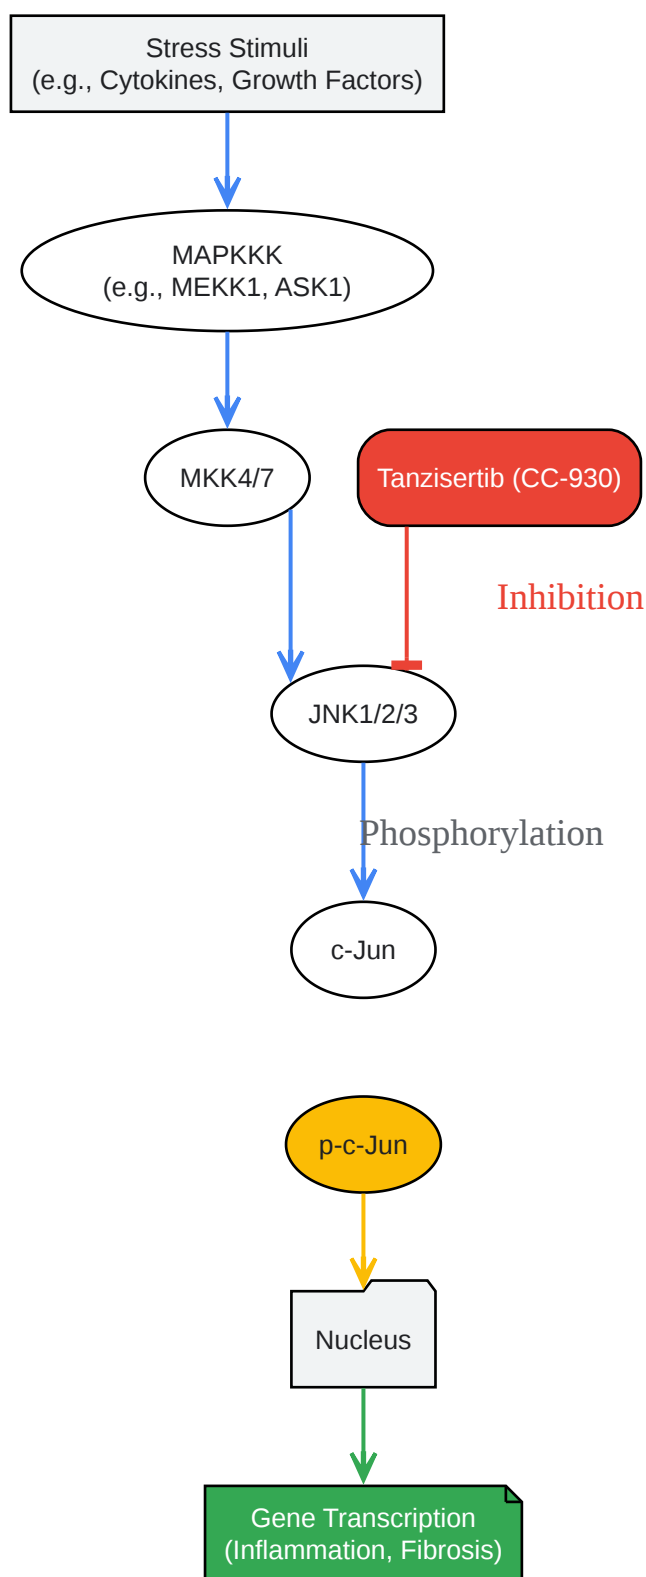 Stress Stimuli
(e.g., Cytokines, Growth Factors)
MAPKKK
(e.g., MEKK1, ASK1)
MKK4/7
Tanzisertib (CC-930)
Inhibition
JNK1/2/3
Phosphorylation
c-Jun
p-c-Jun
Nucleus
Gene Transcription
(Inflammation, Fibrosis)